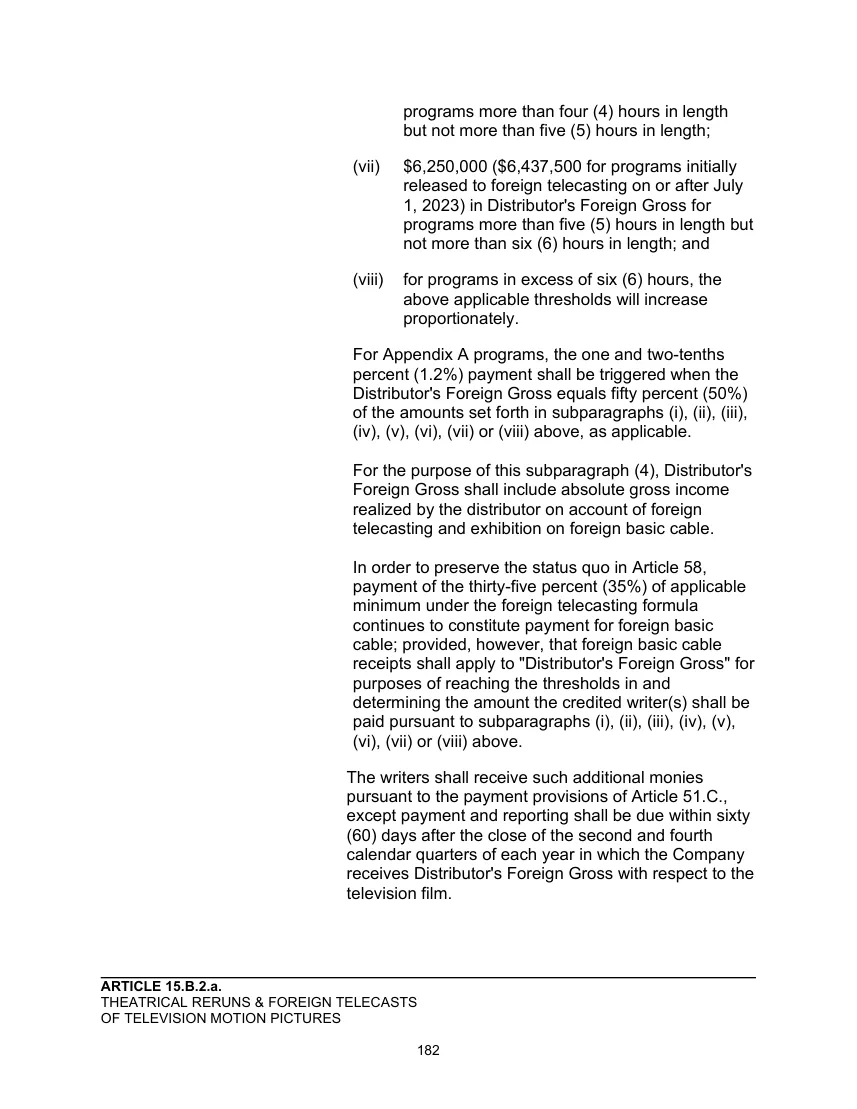 programs more than four (4) hours in length
but not more than five (5) hours in length;
(vii) $6,250,000 ($6,437,500 for programs initially
released to foreign telecasting on or after July
1, 2023) in Distributor's Foreign Gross for
programs more than five (5) hours in length but
not more than six (6) hours in length; and
(viii) for programs in excess of six (6) hours, the
above applicable thresholds will increase
proportionately.
For Appendix A programs, the one and two-tenths
percent (1.2%) payment shall be triggered when the
Distributor's Foreign Gross equals fifty percent (50%)
of the amounts set forth in subparagraphs (i), (ii), (iii),
(iv), (v), (vi), (vii) or (viii) above, as applicable.
For the purpose of this subparagraph (4), Distributor's
Foreign Gross shall include absolute gross income
realized by the distributor on account of foreign
telecasting and exhibition on foreign basic cable.
In order to preserve the status quo in Article 58,
payment of the thirty-five percent (35%) of applicable
minimum under the foreign telecasting formula
continues to constitute payment for foreign basic
cable; provided, however, that foreign basic cable
receipts shall apply to "Distributor's Foreign Gross" for
purposes of reaching the thresholds in and
determining the amount the credited writer(s) shall be
paid pursuant to subparagraphs (i), (ii), (iii), (iv), (v),
(vi), (vii) or (viii) above.
The writers shall receive such additional monies
pursuant to the payment provisions of Article 51.C.,
except payment and reporting shall be due within sixty
(60) days after the close of the second and fourth
calendar quarters of each year in which the Company
receives Distributor's Foreign Gross with respect to the
television film.
ARTICLE 15.B.2.a.
THEATRICAL RERUNS & FOREIGN TELECASTS
OF TELEVISION MOTION PICTURES
182